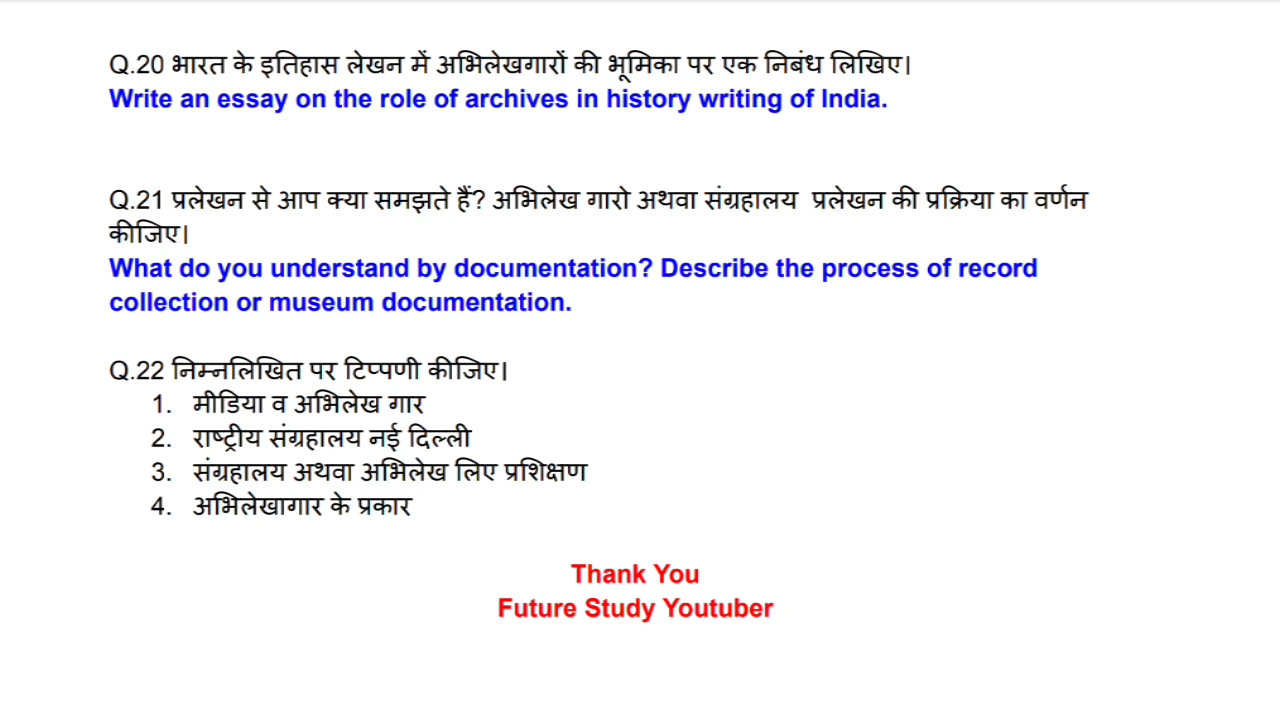 Q.20 भारत के इतिहास लेखन में अभिलेखगारों की भूमिका पर एक निबंध लिखिए।
Write an essay on the role of archives in history writing of India.
Q.21 प्रलेखन से आप क्या समझते हैं? अभिलेख गारो अथवा संग्रहालय प्रलेखन की प्रक्रिया का वर्णन
कीजिए।
What do you understand by documentation? Describe the process of record
collection or museum documentation.
Q.22 निम्नलिखित पर टिप्पणी कीजिए।
1. मीडिया व अभिलेख गार
2. राष्ट्रीय संग्रहालय नई दिल्ली
3. संग्रहालय अथवा अभिलेख लिए प्रशिक्षण
4. अभिलेखागार के प्रकार
Thank You
Future Study Youtuber